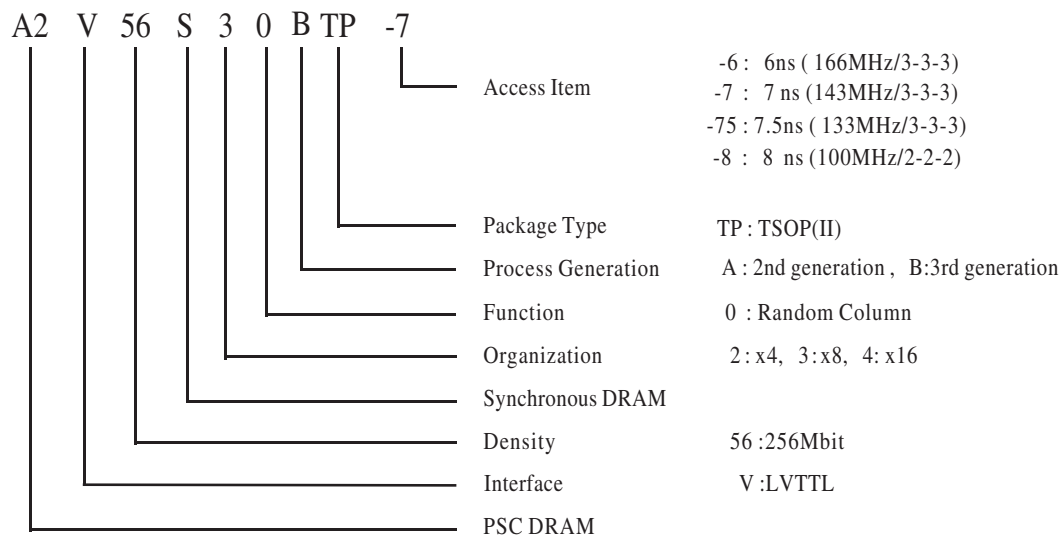 A2 V 56 S 3 0 B TP -7
Access Item
-6 : 6ns ( 166MHz/3-3-3)
-7 : 7 ns (143MHz/3-3-3)
-75 : 7.5ns ( 133MHz/3-3-3)
-8 : 8 ns (100MHz/2-2-2)
Package Type TP : TSOP(II)
Process Generation A : 2nd generation , B:3rd generation
Function 0 : Random Column
Organization 2 : x4, 3 : x8, 4: x16
Synchronous DRAM
Density 56 :256Mbit
Interface V :LVTTL
PSC DRAM